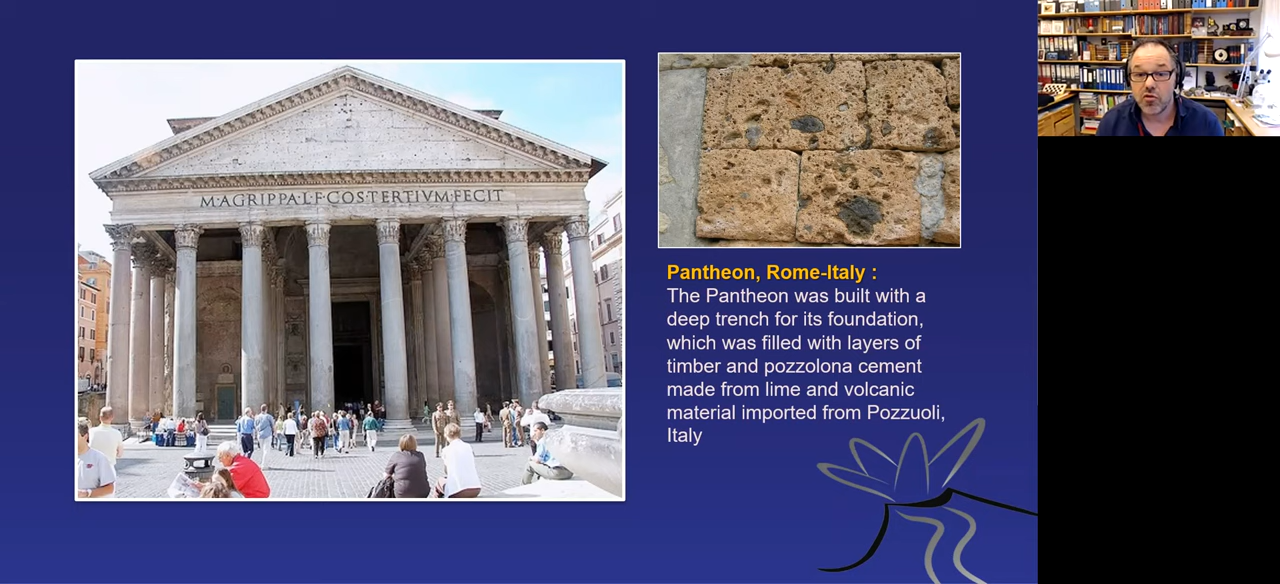 M·AGRIPPA·L·F·COS·TERTIVM·FECIT
Pantheon, Rome-Italy :
The Pantheon was built with a
deep trench for its foundation,
which was filled with layers of
timber and pozzolona cement
made from lime and volcanic
material imported from Pozzuoli,
Italy